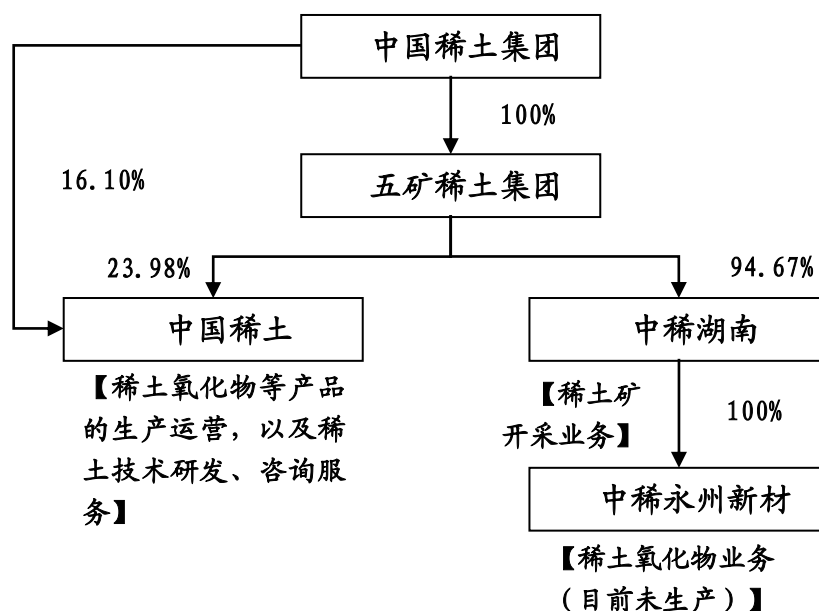 中国稀土集团
100%
16.10%
五矿稀土集团
23.98%
94.67%
中国稀土
中稀湖南
【稀土氧化物等产品
的生产运营，以及稀
土技术研发、咨询服
务】
【稀土矿
开采业务】
100%
中稀永州新材
【稀土氧化物业务
（目前未生产）】